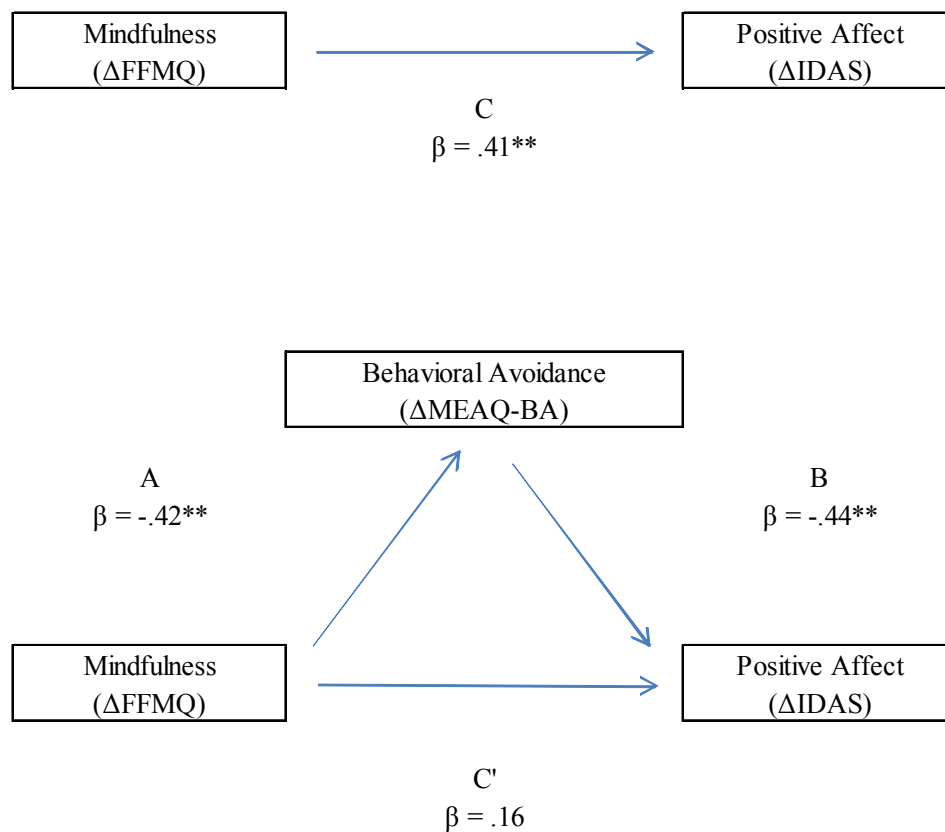 Mindfulness
(ΔFFMQ)
Positive Affect
(ΔIDAS)
C
β = .41**
Behavioral Avoidance
(ΔMEAQ-BA)
A
β = -.42**
B
β = -.44**
Mindfulness
(ΔFFMQ)
Positive Affect
(ΔIDAS)
C'
β = .16